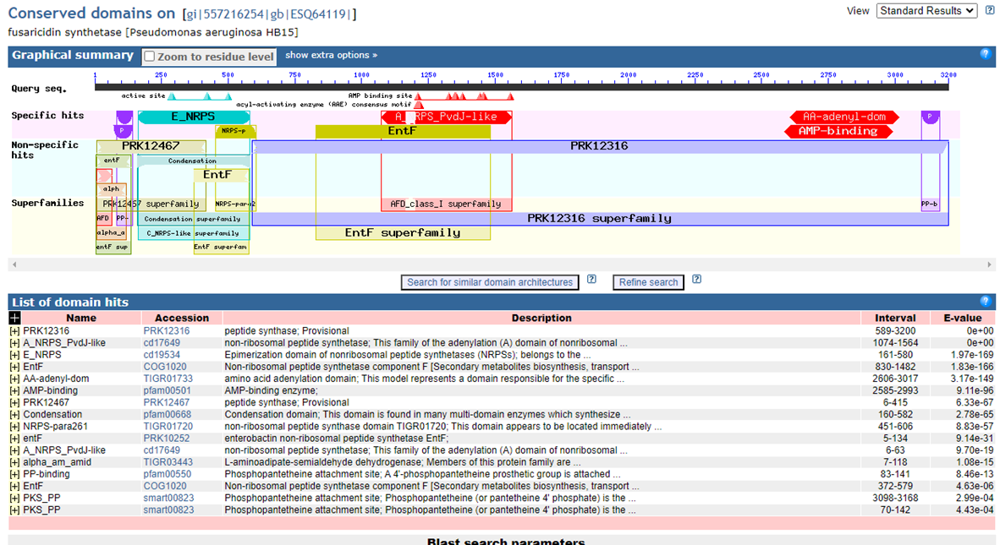 Conserved domains on [gi|557216254|gb|ESQ64119|]
View Standard Results
fusaricidin synthetase [Pseudomonas aeruginosa HB15]
Graphical summary Zoom to residue level show extra options »
1 250 500 750 1000 1250 1500 1750 2000 2250 2500 2750 3000 3200
Query seq.
active site AMP binding site
acyl-activating enzyme (AAE) consensus motif
Specific hits E_NRPS A_ RPS_PvdJ-like AA-adenyl-dom P
P NRPS-p EntF AMP-binding
Non-specific hits PRK12467 PRK12316
entF Condensation
EntF
alph
Superfamilies PRK12467 superfamily NRPS-para2 AFD_class_I superfamily PP-b
AFD PP- Condensation superfamily PRK12316 superfamily
alpha_a C_NRPS-like superfamily EntF superfamily
entF sup EntF superfam
Search for similar domain architectures ? Refine search ?
List of domain hits
Name Accession Description Interval E-value
[+] PRK12316 PRK12316 peptide synthase; Provisional 589-3200 0e+00
[+] A_NRPS_PvdJ-like cd17649 non-ribosomal peptide synthetase; This family of the adenylation (A) domain of nonribosomal ... 1074-1564 0e+00
[+] E_NRPS cd19534 Epimerization domain of nonribosomal peptide synthetases (NRPSs); belongs to the ... 161-580 1.97e-169
[+] EntF COG1020 Non-ribosomal peptide synthetase component F [Secondary metabolites biosynthesis, transport ... 830-1482 1.83e-166
[+] AA-adenyl-dom TIGR01733 amino acid adenylation domain; This model represents a domain responsible for the specific ... 2606-3017 3.17e-149
[+] AMP-binding pfam00501 AMP-binding enzyme; 2585-2993 9.11e-96
[+] PRK12467 PRK12467 peptide synthase; Provisional 6-415 6.33e-67
[+] Condensation pfam00668 Condensation domain; This domain is found in many multi-domain enzymes which synthesize ... 160-582 2.78e-65
[+] NRPS-para261 TIGR01720 non-ribosomal peptide synthase domain TIGR01720; This domain appears to be located immediately ... 451-606 8.83e-57
[+] entF PRK10252 enterobactin non-ribosomal peptide synthetase EntF; 5-134 9.14e-31
[+] A_NRPS_PvdJ-like cd17649 non-ribosomal peptide synthetase; This family of the adenylation (A) domain of nonribosomal ... 6-63 9.70e-19
[+] alpha_am_amid TIGR03443 L-aminoadipate-semialdehyde dehydrogenase; Members of this protein family are ... 7-118 1.08e-15
[+] PP-binding pfam00550 Phosphopantetheine attachment site; A 4'-phosphopantetheine prosthetic group is attached ... 83-141 8.46e-13
[+] EntF COG1020 Non-ribosomal peptide synthetase component F [Secondary metabolites biosynthesis, transport ... 372-579 4.63e-06
[+] PKS_PP smart00823 Phosphopantetheine attachment site; Phosphopantetheine (or pantetheine 4' phosphate) is the ... 3098-3168 2.99e-04
[+] PKS_PP smart00823 Phosphopantetheine attachment site; Phosphopantetheine (or pantetheine 4' phosphate) is the ... 70-142 4.43e-04
Blast search parameters